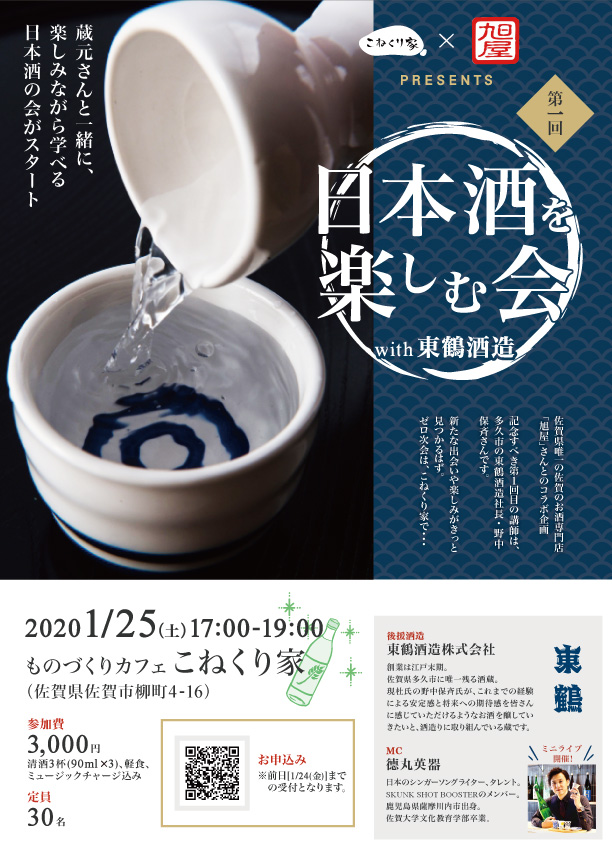 蔵元さんと一緒に、
楽しみながら学べる
日本酒の会がスタート
こねくり家。
×
旭屋
PRESENTS
第一回
日本酒を
楽しむ会
with 東鶴酒造
佐賀県唯一の佐賀のお酒専門店
「旭屋」さんとのコラボ企画
記念すべき第1回目の講師は、
多久市の東鶴酒造社長・野中
保斉さんです。
新たな出会いや楽しみがきっと
見つかるはず。
ゼロ次会は、こねくり家で…
2020 1/25(土)17:00-19:00
ものづくりカフェ こねくり家
（佐賀県佐賀市柳町4-16）
参加費
3,000円
清酒3杯(90ml×3)、軽食、
ミュージックチャージ込み
定員
30名
お申込み
※前日[1/24(金)]まで
の受付となります。
後援酒造
東鶴酒造株式会社
創業は江戸末期。
佐賀県多久市に唯一残る酒蔵。
現杜氏の野中保斉氏が、これまでの経験
による安定感と将来への期待感を皆さん
に感じていただけるようなお酒を醸してい
きたいと、酒造りに取り組んでいる蔵です。
東鶴
MC
徳丸英器
日本のシンガーソングライター、タレント。
SKUNK SHOT BOOSTERのメンバー。
鹿児島県薩摩川内市出身。
佐賀大学文化教育学部卒業。
ミニライブ
開催！